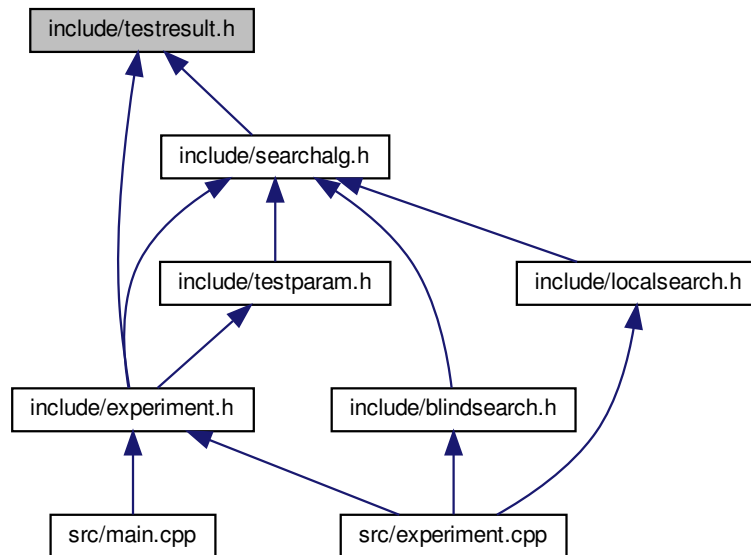 include/testresult.h
include/searchalg.h
include/testparam.h
include/localsearch.h
include/experiment.h
include/blindsearch.h
src/main.cpp
src/experiment.cpp